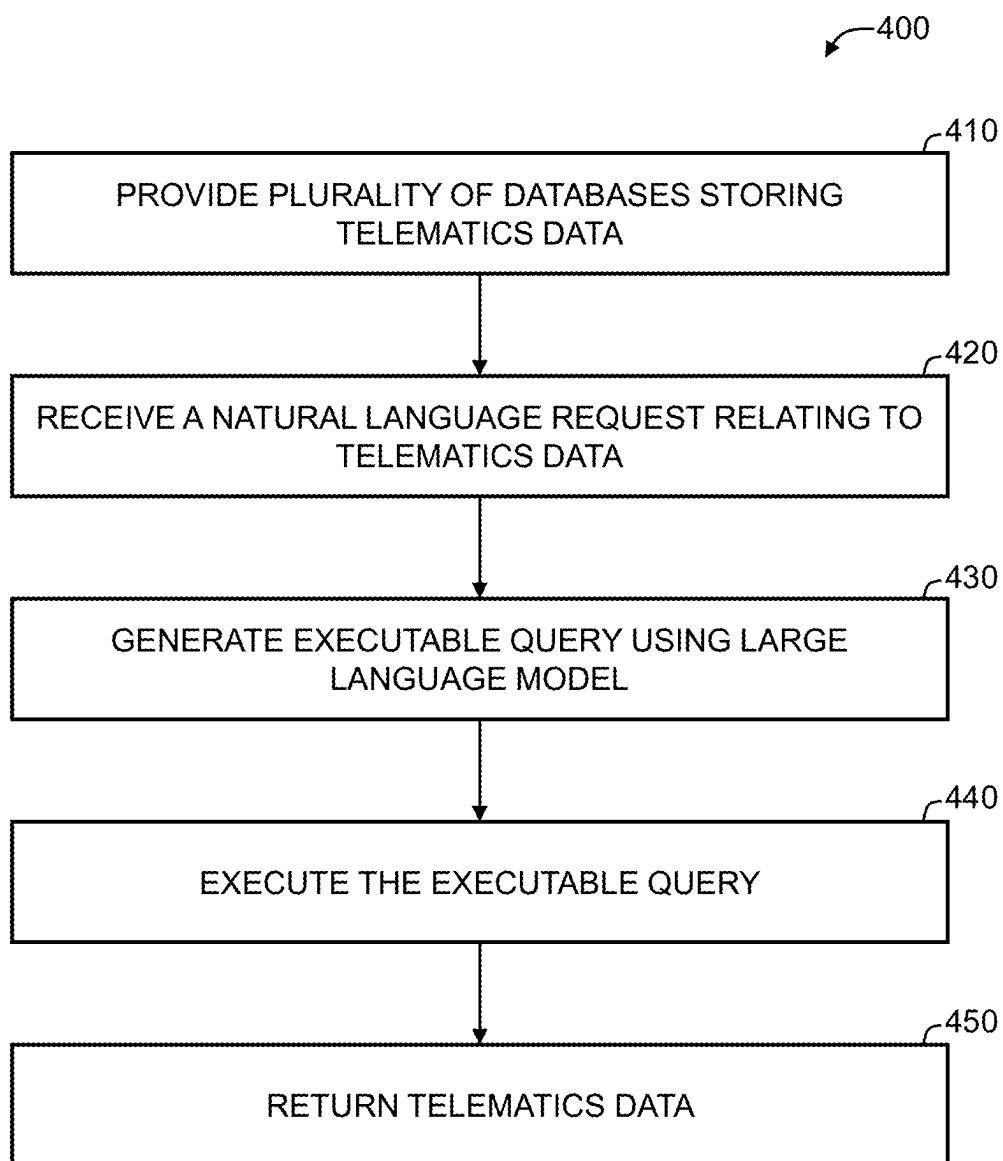 400
410
PROVIDE PLURALITY OF DATABASES STORING
TELEMATICS DATA
420
RECEIVE A NATURAL LANGUAGE REQUEST RELATING TO
TELEMATICS DATA
430
GENERATE EXECUTABLE QUERY USING LARGE
LANGUAGE MODEL
440
EXECUTE THE EXECUTABLE QUERY
450
RETURN TELEMATICS DATA